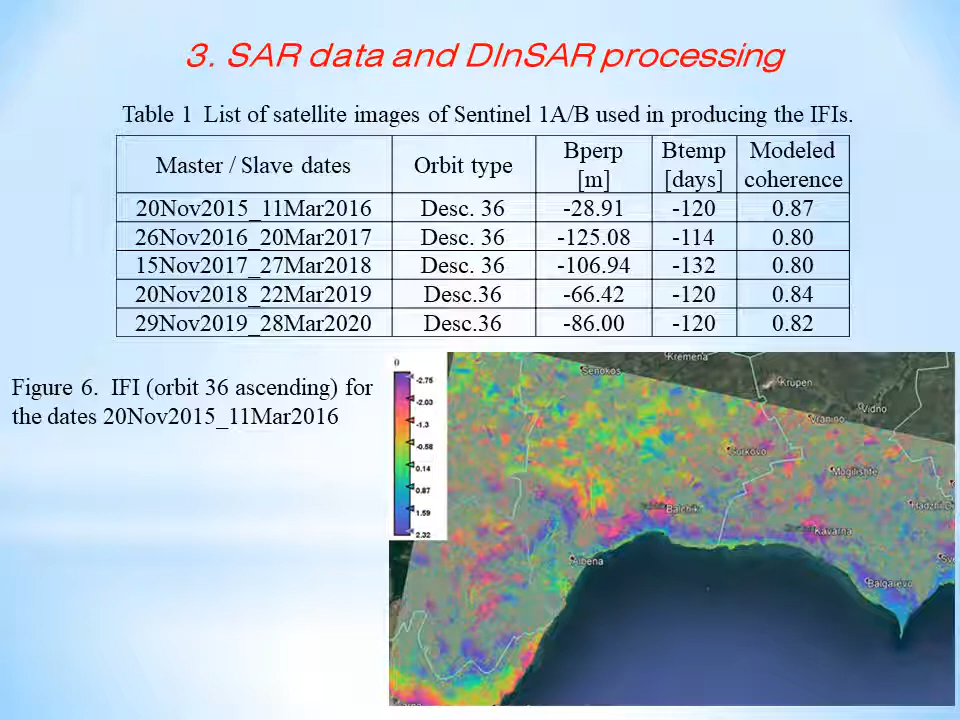 3. SAR data and DInSAR processing
Table 1 List of satellite images of Sentinel 1A/B used in producing the IFIs.
Master / Slave dates Orbit type Bperp [m] Btemp [days] Modeled coherence
20Nov2015_11Mar2016 Desc. 36 -28.91 -120 0.87
26Nov2016_20Mar2017 Desc. 36 -125.08 -114 0.80
15Nov2017_27Mar2018 Desc. 36 -106.94 -132 0.80
20Nov2018_22Mar2019 Desc.36 -66.42 -120 0.84
29Nov2019_28Mar2020 Desc.36 -86.00 -120 0.82
Figure 6. IFI (orbit 36 ascending) for
the dates 20Nov2015_11Mar2016
0
-2.75
-2.03
-1.3
-0.58
0.14
0.87
1.59
2.32
Kremena
Senokos
Krupen
Vranino
Vidno
Gurkovo
Mogilishte
Balchik
Kavarna
Albena
Balgarevo